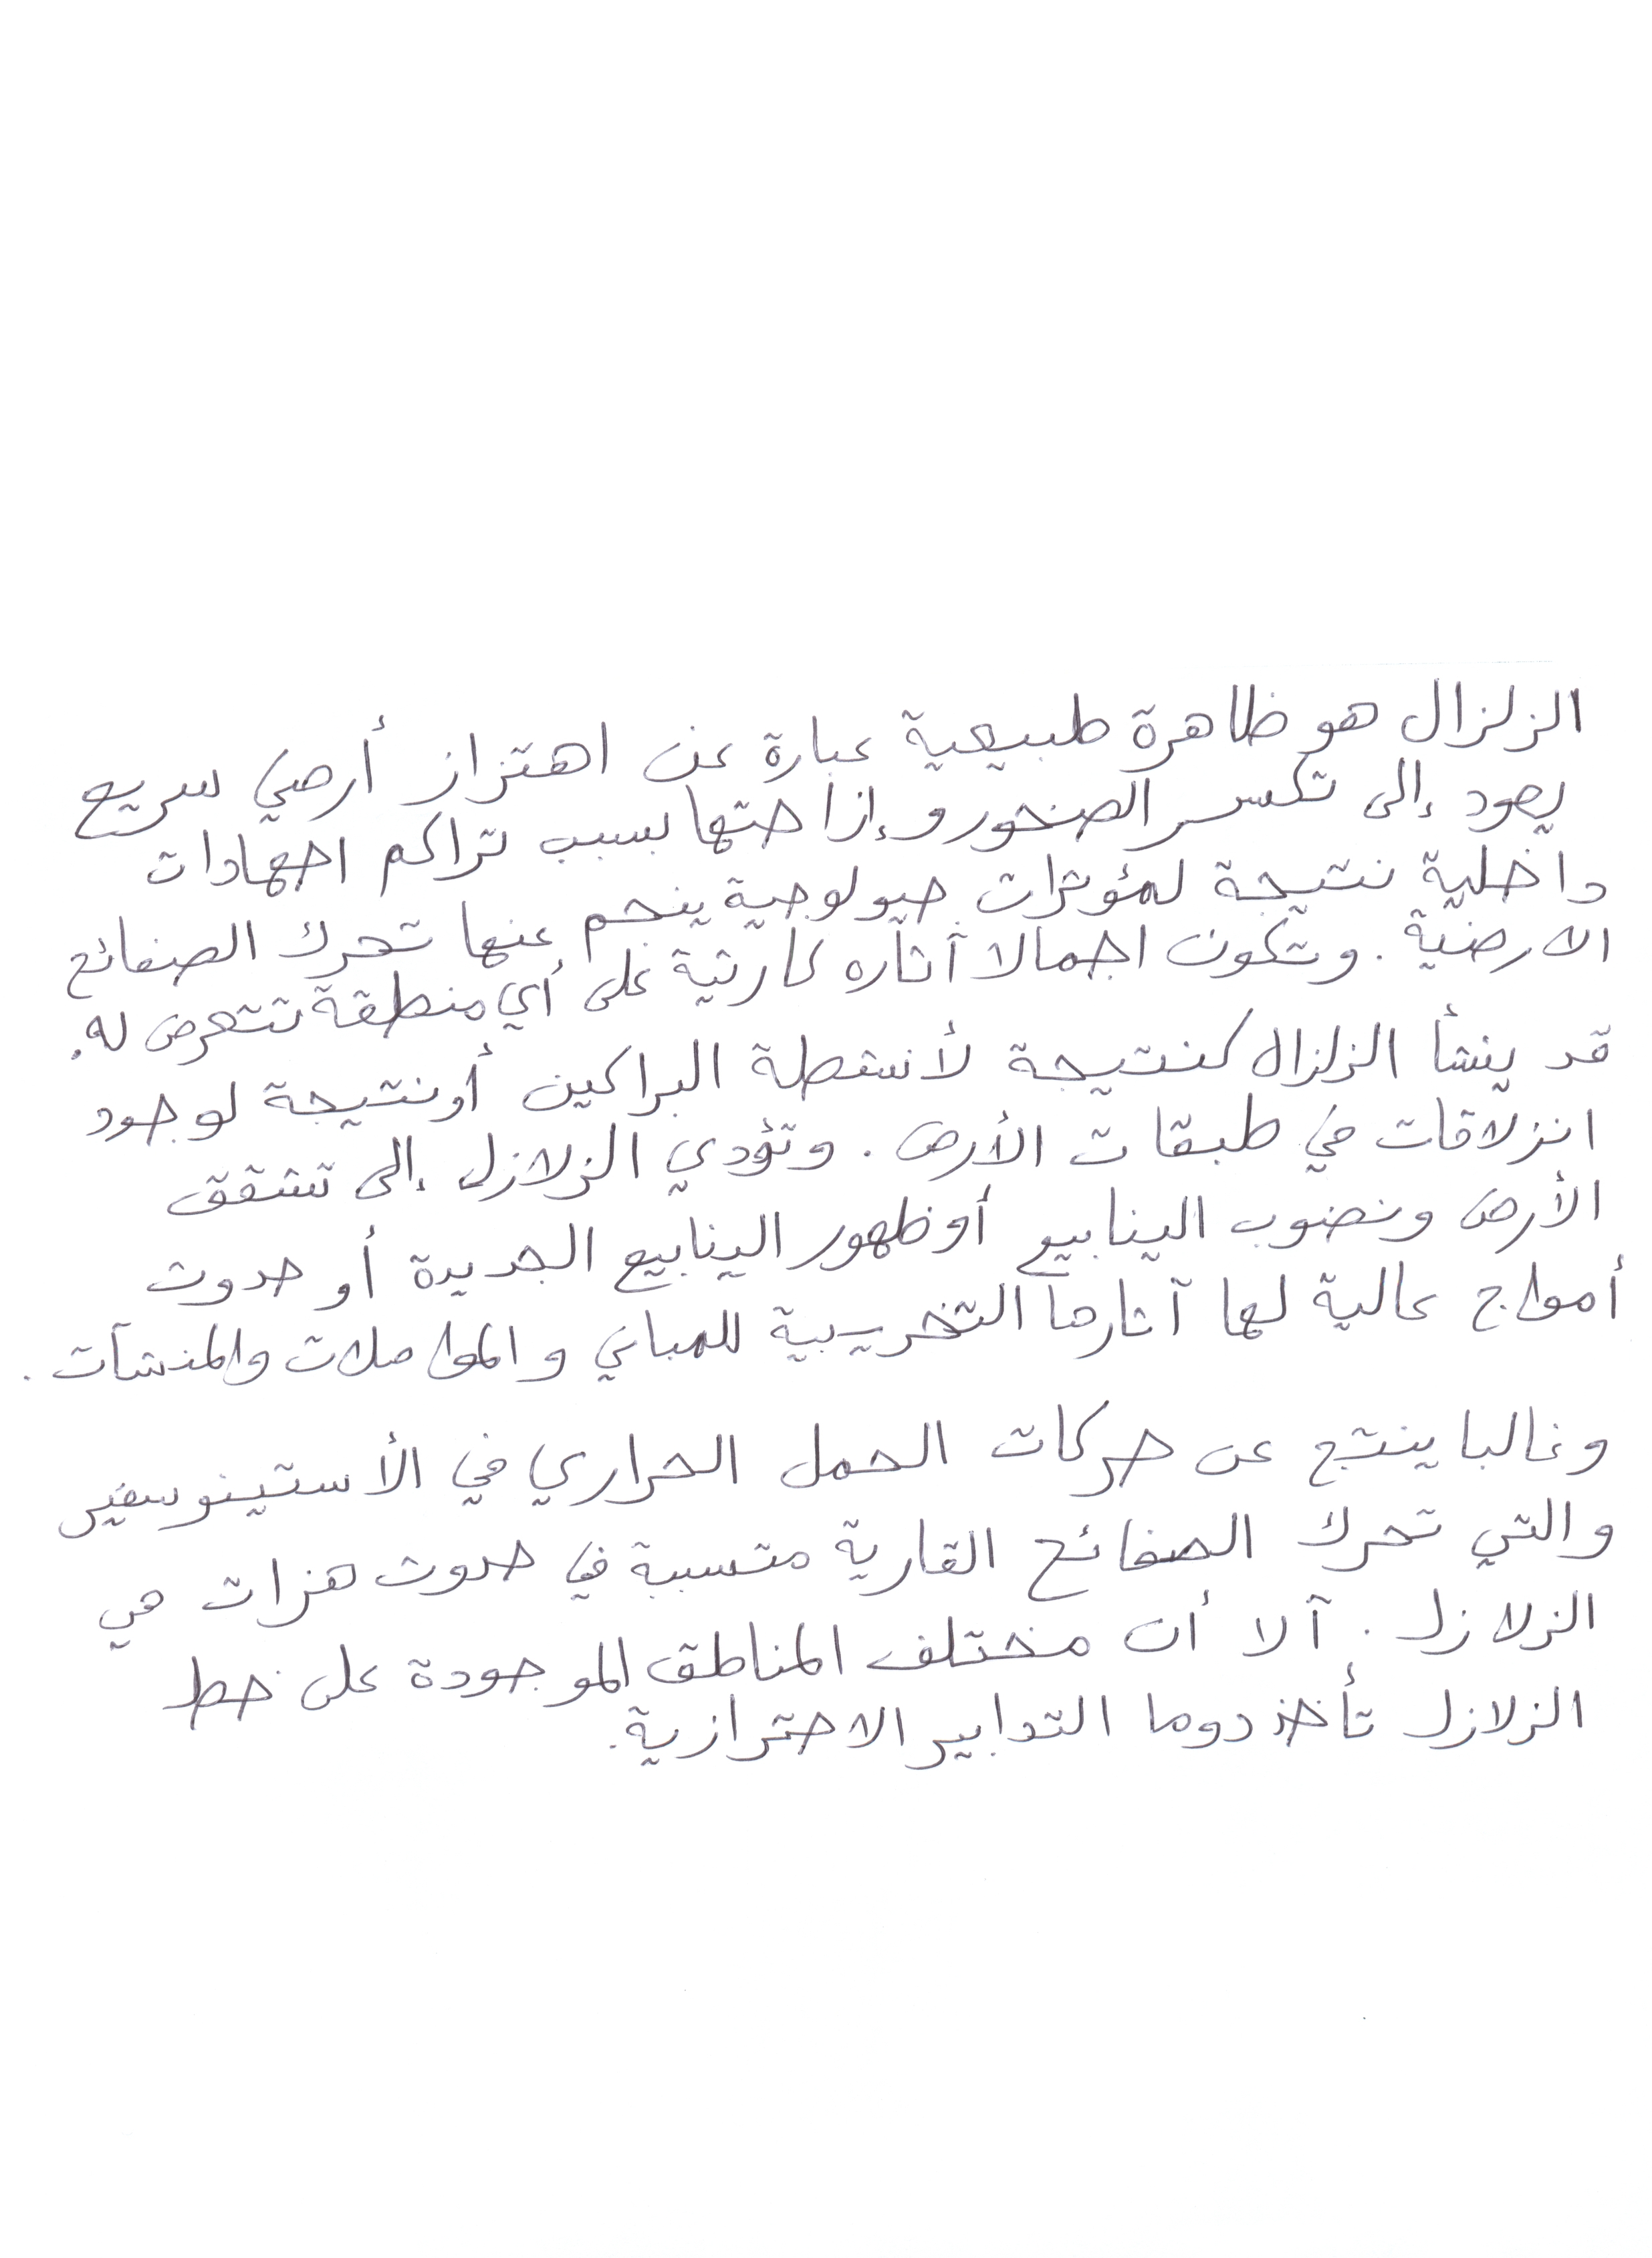 الزلزال هو ظاهرة طبيعية عبارة عن اهتزاز أرضي سريع
يعود إلى تكسر الصخور وإزاحتها بسبب تراكم اجهادات
داخلية نتيجة لمؤثرات جيولوجية ينجم عنها تحرك الصفائح
الارضية. وتكون اجمالا آثاره كارثية على أي منطقة تتعرض له.
قد ينشأ الزلزال كنتيجة لأنشطة البراكين أو نتيجة لوجود
انزلاقات في طبقات الأرض. وتؤدي الزلازل إلى تشقق
الأرض ونضوب الينابيع أو ظهور الينابيع الجديدة أو حدوث
أمواج عالية لها آثارها التخريبية للمباني والمواصلات والمنشآت.
وغالبا ينتج عن حركات الحمل الحراري في الأستينوسفير
والتي تحرك الصفائح القارية متسببة في حدوث هزات هي
الزلازل. آلا أن مختلف المناطق الموجودة على خط
الزلازل تأخذ دوما التدابير الاحترازية.